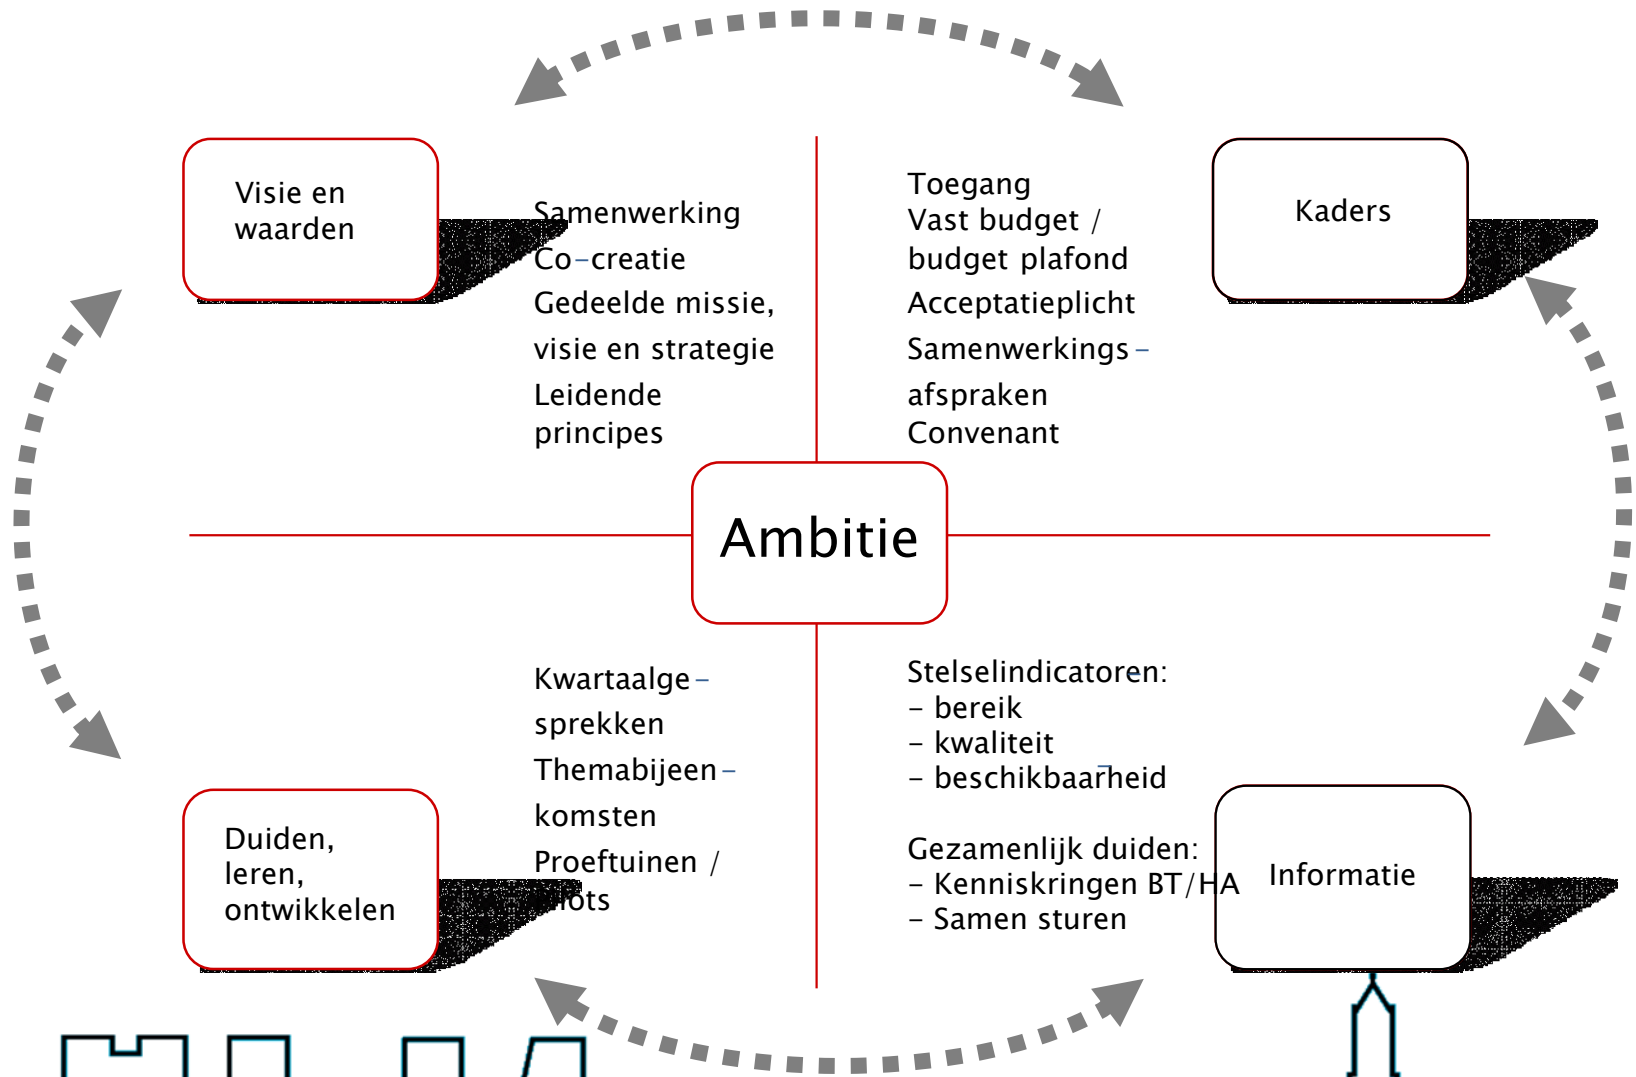 Visie en
waarden
Samenwerking
Co-creatie
Gedeelde missie,
visie en strategie
Leidende
principes
Toegang
Vast budget /
budget plafond
Acceptatieplicht
Samenwerkings-
afspraken
Convenant
Kaders
Ambitie
Duiden,
leren,
ontwikkelen
Kwartaalge-
sprekken
Themabijeen-
komsten
Proeftuinen /
pilots
Stelselindicatoren:
- bereik
- kwaliteit
- beschikbaarheid
Gezamenlijk duiden:
- Kenniskringen BT/HA
- Samen sturen
Informatie